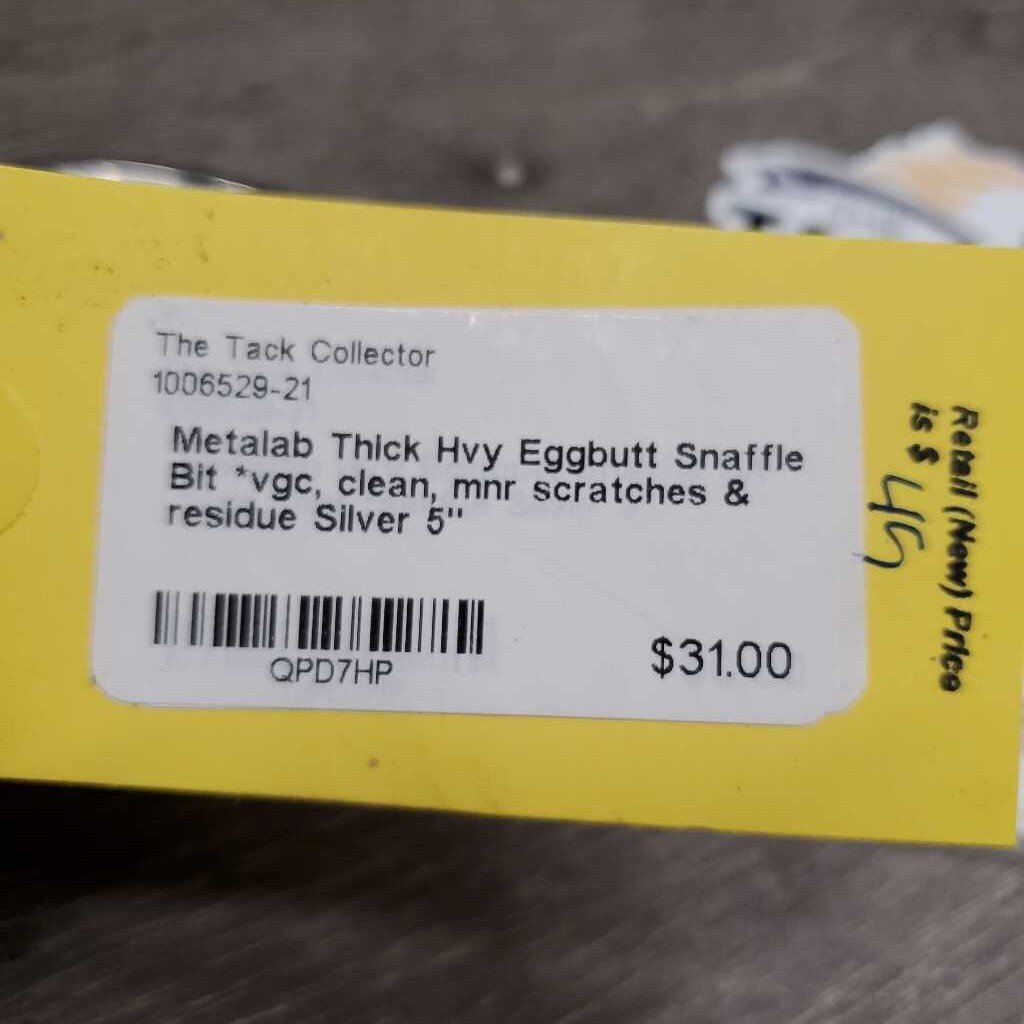 The Tack Collector
1006529-21
Metalab Thick Hvy Eggbutt Snaffle
Bit *vgc, clean, mnr scratches &
residue Silver 5"
QPD7HP
$31.00
Retail (New) Price
is $ 49